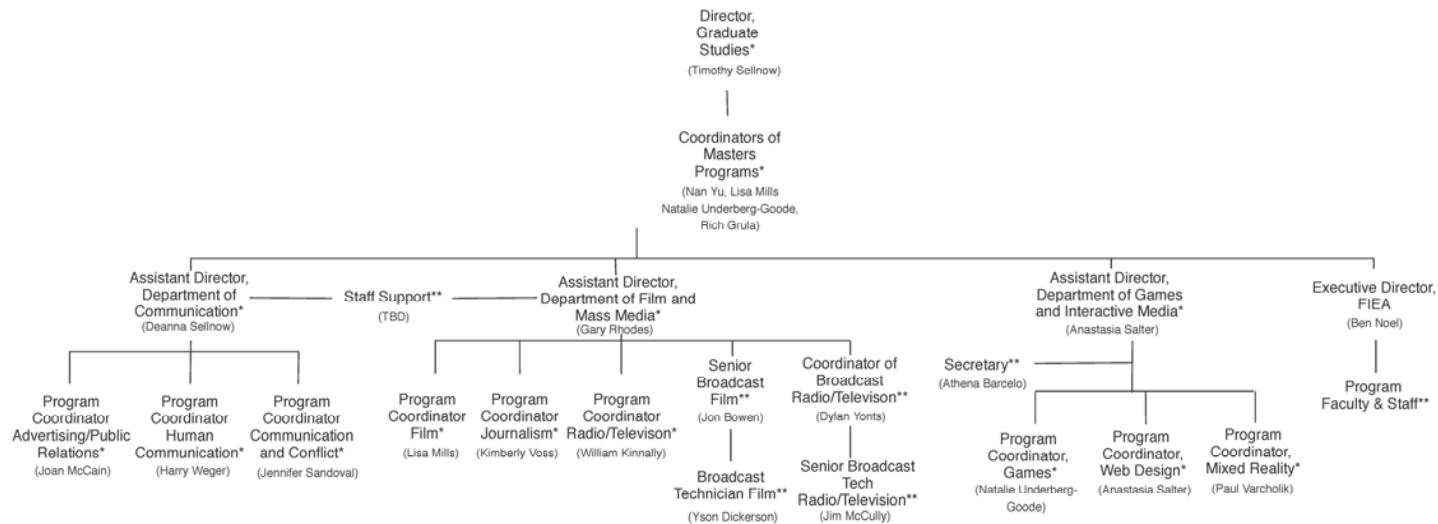 Director,
Graduate
Studies*
(Timothy Sellnow)
Coordinators of
Masters
Programs*
(Nan Yu, Lisa Mills
Natalie Underberg-Goode,
Rich Grula)
Assistant Director,
Department of
Communication*
(Deanna Sellnow)
Staff Support**
(TBD)
Assistant Director,
Department of Film and
Mass Media*
(Gary Rhodes)
Assistant Director,
Department of Games
and Interactive Media*
(Anastasia Salter)
Executive Director,
FIEA
(Ben Noel)
Program
Coordinator
Advertising/Public
Relations*
(Joan McCain)
Program
Coordinator
Human
Communication*
(Harry Weger)
Program
Coordinator
Communication
and Conflict*
(Jennifer Sandoval)
Program
Coordinator
Film*
(Lisa Mills)
Program
Coordinator
Journalism*
(Kimberly Voss)
Program
Coordinator
Radio/Televison*
(William Kinnally)
Senior
Broadcast
Film**
(Jon Bowen)
Coordinator of
Broadcast
Radio/Televison**
(Dylan Yonts)
Broadcast
Technician Film**
(Yson Dickerson)
Senior Broadcast
Tech
Radio/Television**
(Jim McCully)
Secretary**
(Athena Barcelo)
Program
Coordinator,
Games*
(Natalie Underberg-
Goode)
Program
Coordinator,
Web Design*
(Anastasia Salter)
Program
Coordinator,
Mixed Reality*
(Paul Varcholik)
Program
Faculty & Staff**